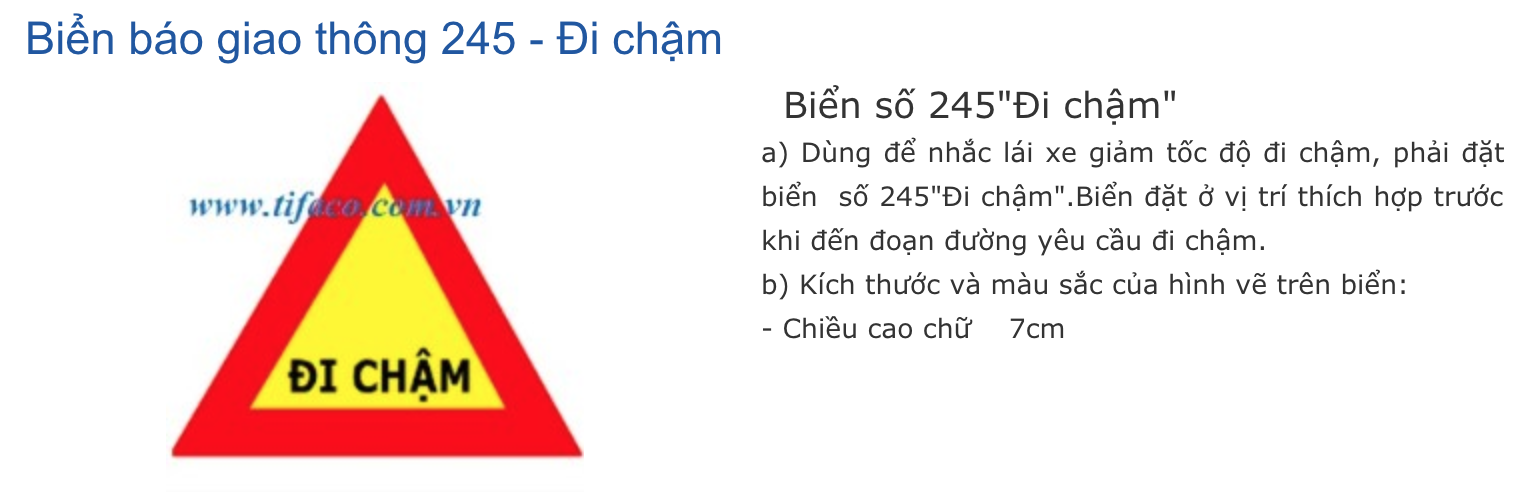 Biển báo giao thông 245 - Đi chậm
www.tifaco.com.vn
ĐI CHẬM
Biển số 245"Đi chậm"
a) Dùng để nhắc lái xe giảm tốc độ đi chậm, phải đặt
biển số 245"Đi chậm".Biển đặt ở vị trí thích hợp trước
khi đến đoạn đường yêu cầu đi chậm.
b) Kích thước và màu sắc của hình vẽ trên biển:
- Chiều cao chữ 7cm